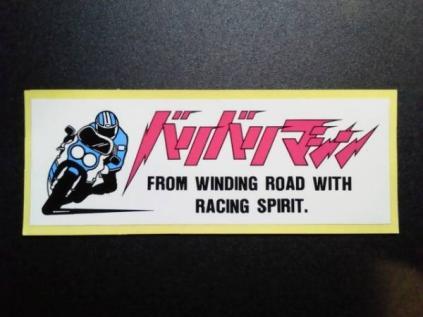 バリバリマシン
FROM WINDING ROAD WITH
RACING SPIRIT.